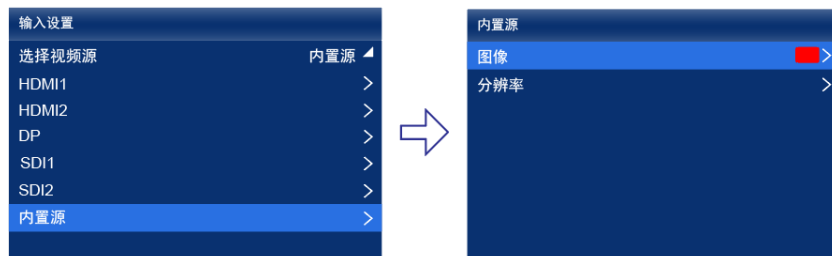 输入设置
选择视频源 内置源
HDMI1
HDMI2
DP
SDI1
SDI2
内置源
内置源
图像
分辨率